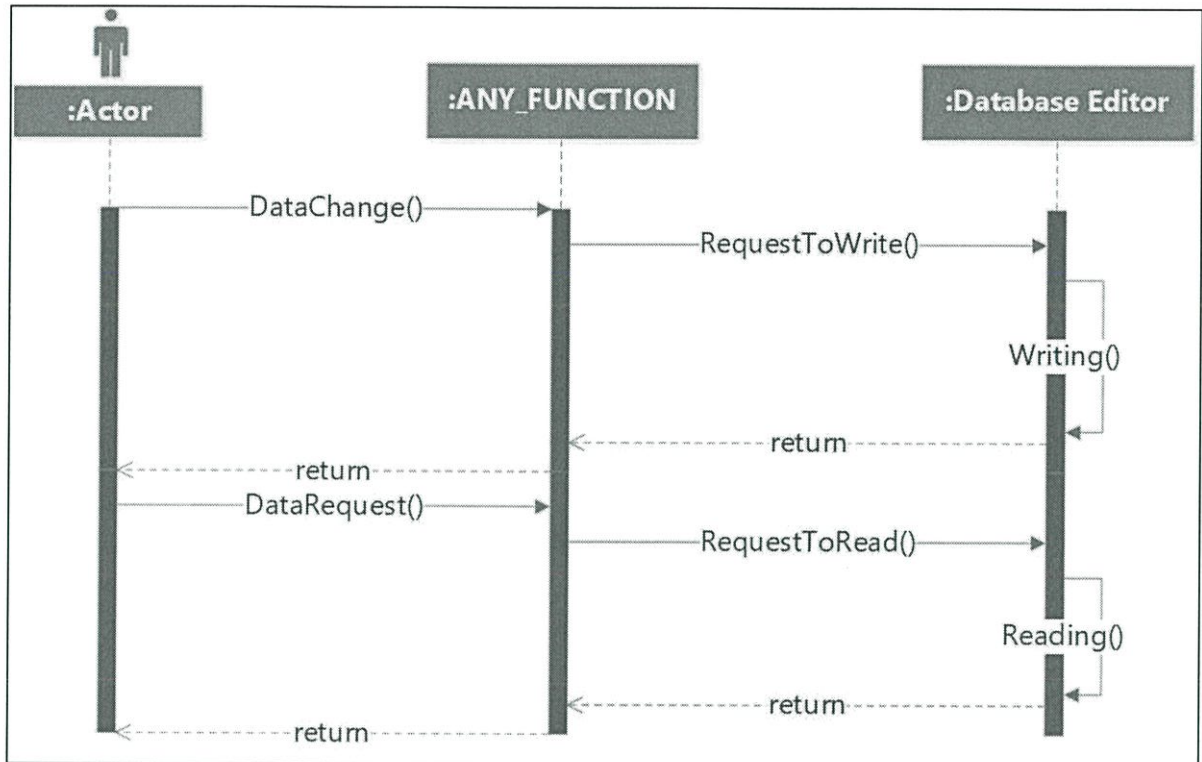 :Actor
:ANY_FUNCTION
:Database Editor
DataChange()
RequestToWrite()
Writing()
return
return
DataRequest()
RequestToRead()
Reading()
return
return